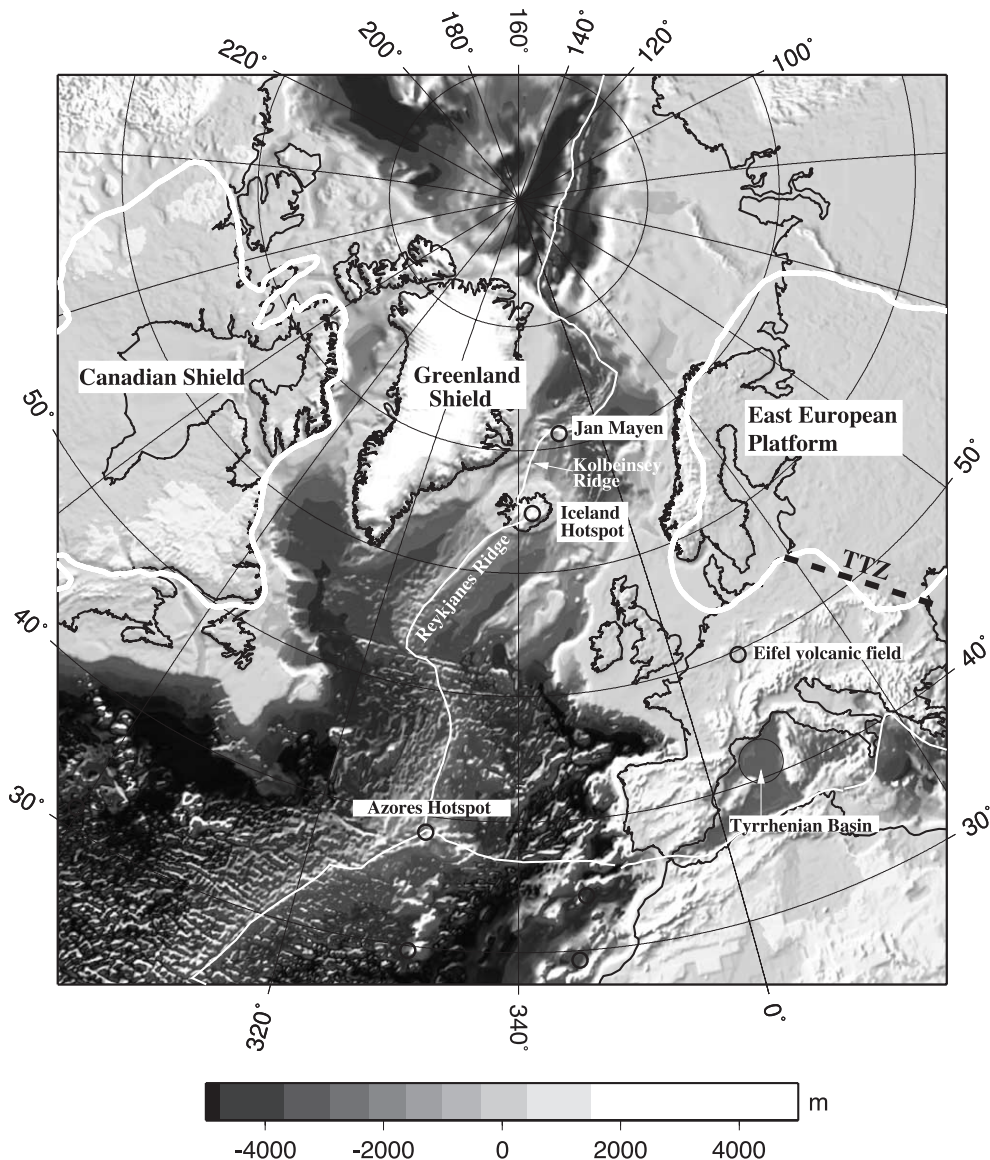 220°
200°
180°
160°
140°
120°
100°
50°
40°
30°
Canadian Shield
Greenland
Shield
East European
Platform
Jan Mayen
Kolbeinsey
Ridge
Iceland
Hotspot
Reykjanes Ridge
TTZ
Eifel volcanic field
Azores Hotspot
Tyrrhenian Basin
50°
40°
30°
320°
340°
0°
m
-4000 -2000 0 2000 4000